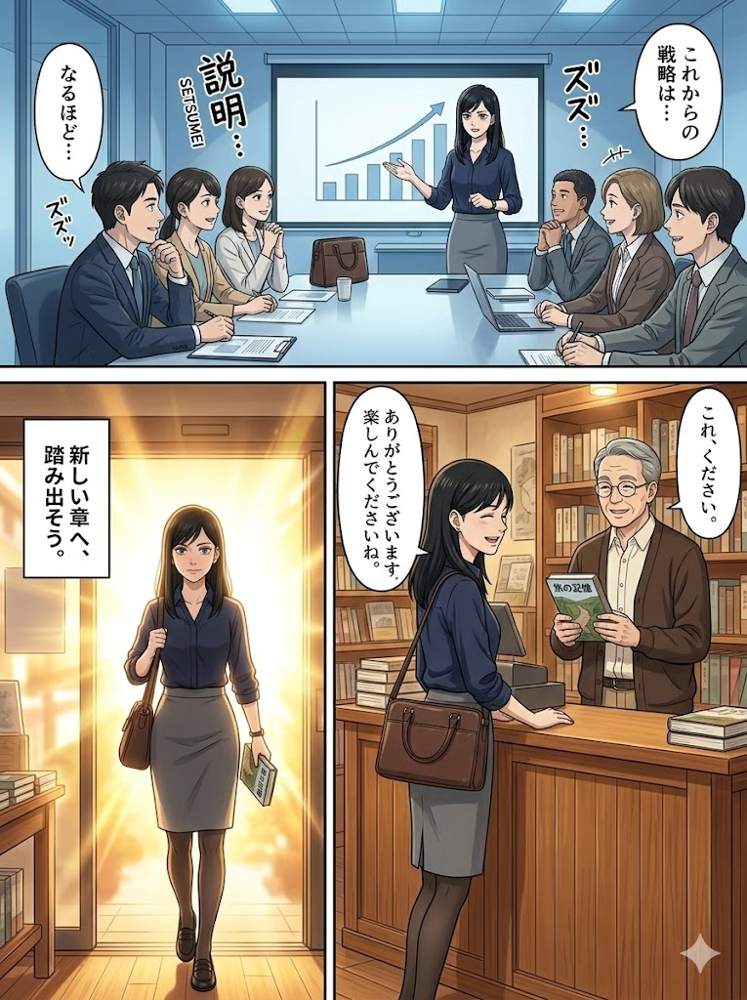 これからの
戦略は…
ズズ…
説明…
SETSUMEI
なるほど…
ズズッ
これ、ください。
旅の記憶
ありがとうございます。
楽しんでくださいね。
新しい章へ、
踏み出そう。